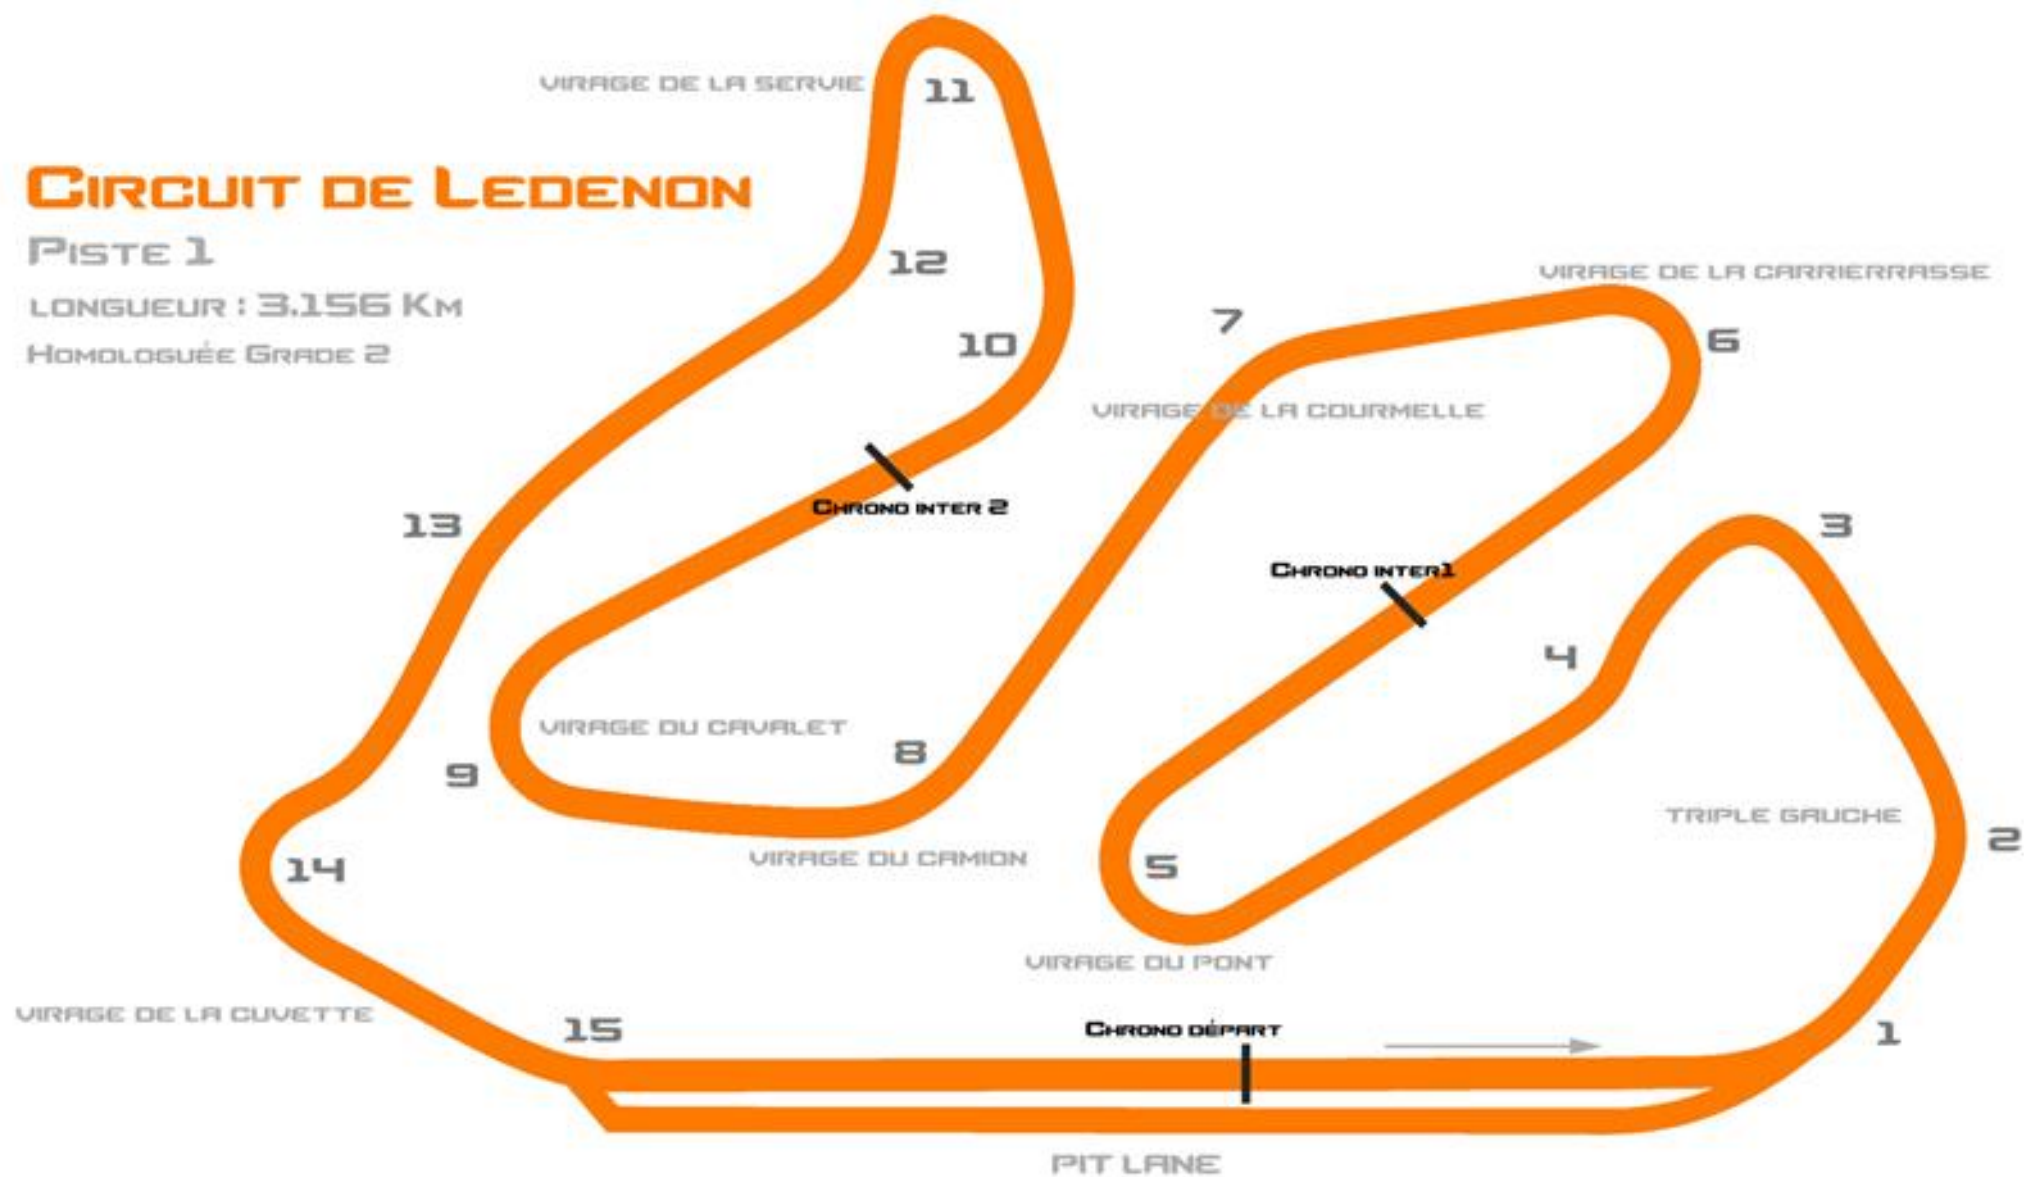 VIRAGE DE LA SERVIE
11
CIRCUIT DE LEDENON
PISTE 1
LONGUEUR : 3.156 KM
HOMOLOGUÉE GRADE 2
12
10
VIRAGE DE LA CARRIERRASSE
7
6
VIRAGE DE LA COURMELLE
CHRONO INTER 2
13
3
CHRONO INTER1
4
VIRAGE DU CAVALET
8
9
TRIPLE GAUCHE
2
VIRAGE DU CAMION
14
5
VIRAGE DU PONT
VIRAGE DE LA CUVETTE
15
CHRONO DÉPART
1
PIT LANE